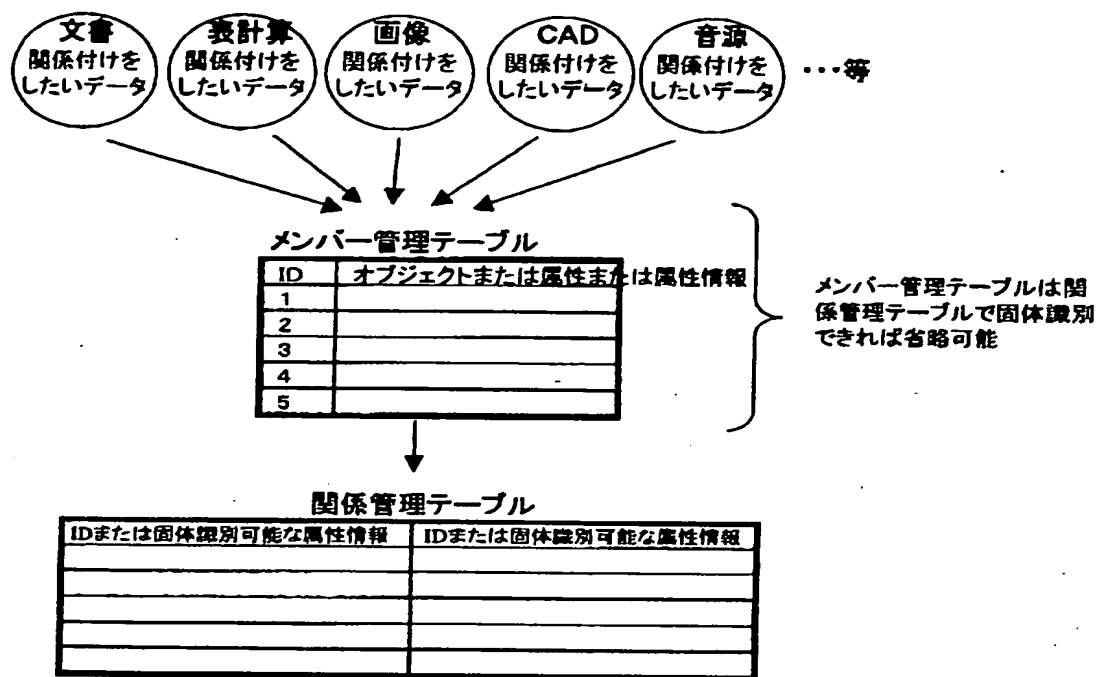 文書
関係付けを
したいデータ
表計算
関係付けを
したいデータ
画像
関係付けを
したいデータ
CAD
関係付けを
したいデータ
音源
関係付けを
したいデータ
・・・等
メンバー管理テーブル
ID オブジェクトまたは属性または属性情報
1
2
3
4
5
メンバー管理テーブルは関
係管理テーブルで固体識別
できれば省略可能
関係管理テーブル
IDまたは固体識別可能な属性情報 IDまたは固体識別可能な属性情報